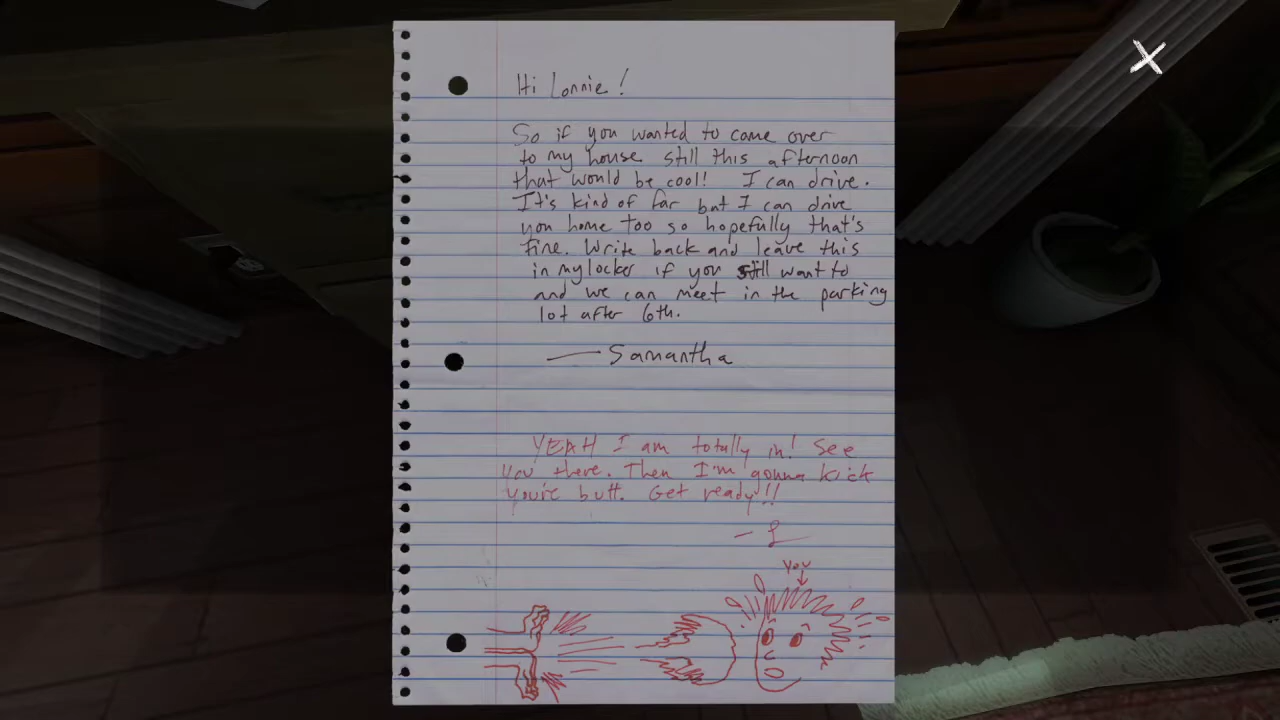 Hi Lonnie!
So if you wanted to come over
to my house still this afternoon
that would be cool! I can drive.
It's kind of far but I can drive
you home too so hopefully that's
fine. Write back and leave this
in my locker if you still want to
and we can meet in the parking
lot after 6th.
— Samantha
YEAH I am totally in! See
you there. Then I'm gonna kick
you're butt. Get ready!!
- L
You